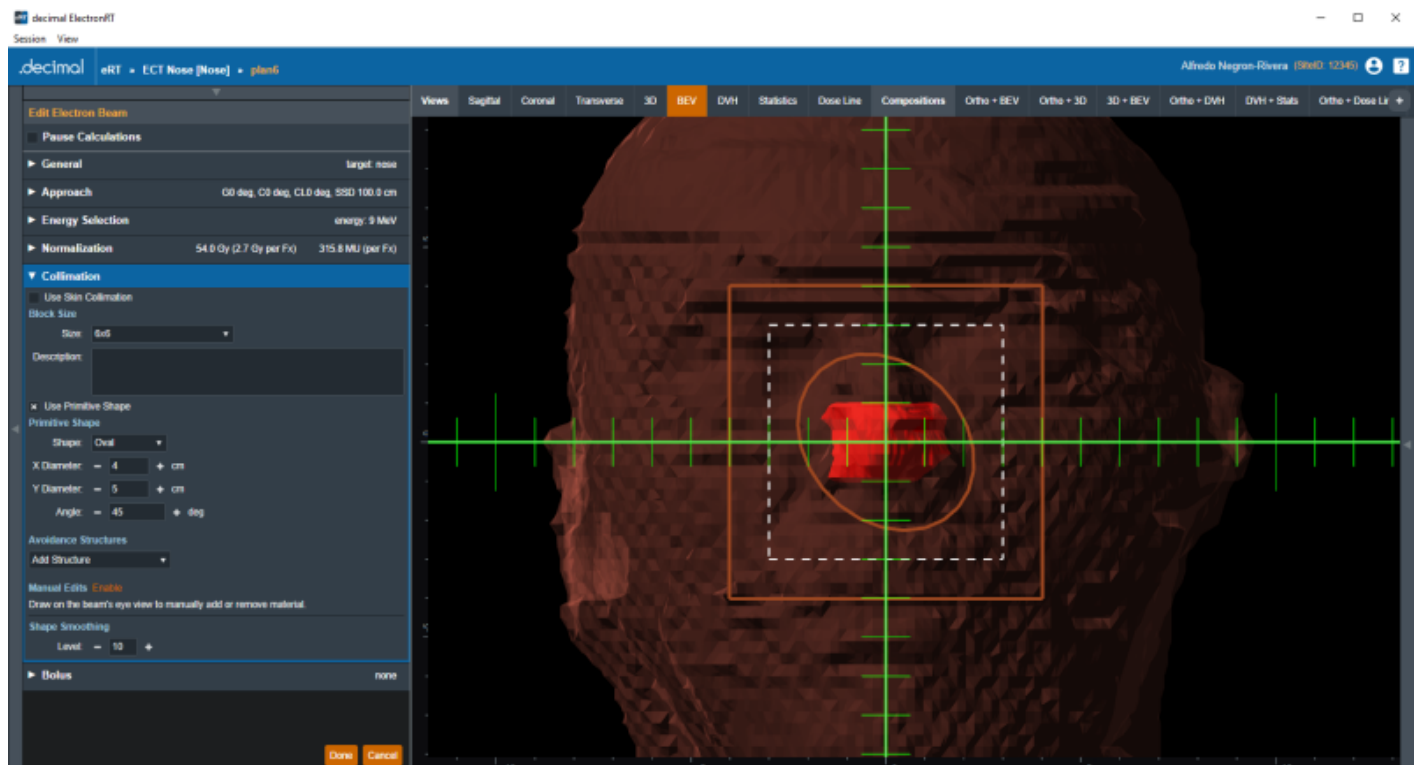 decimal ElectronRT
Session View
.decimal eRT » ECT Nose [Nose] » plan6
Alfredo Negron-Rivera (SiteID: 12345) ?
Views Sagittal Coronal Transverse 3D BEV DVH Statistics Dose Line Compositions Ortho + BEV Ortho + 3D 3D + BEV Ortho + DVH DVH + Stats Ortho + Dose Li +
Edit Electron Beam
Pause Calculations
General target: nose
Approach G0 deg, C0 deg, CL0 deg, SSD 100.0 cm
Energy Selection energy: 9 MeV
Normalization 54.0 Gy (2.7 Gy per Fx) 315.8 MU (per Fx)
Collimation
Use Skin Collimation
Block Size
Size: 6x6
Description:
Use Primitive Shape
Primitive Shape
Shape: Oval
X Diameter: − 4 + cm
Y Diameter: − 5 + cm
Angle: − 45 + deg
Avoidance Structures
Add Structure
Manual Edits Enable
Draw on the beam's eye view to manually add or remove material.
Shape Smoothing
Level: − 10 +
Bolus none
Done Cancel